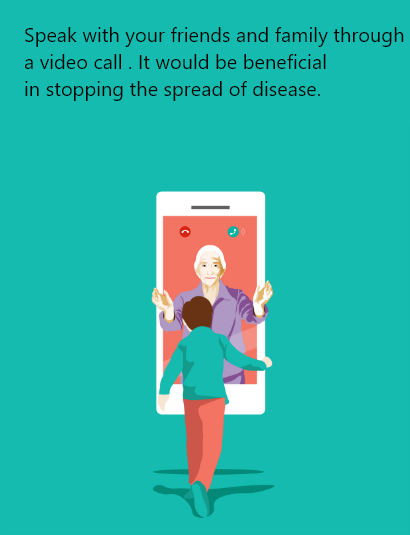 Speak with your friends and family through
a video call . It would be beneficial
in stopping the spread of disease.